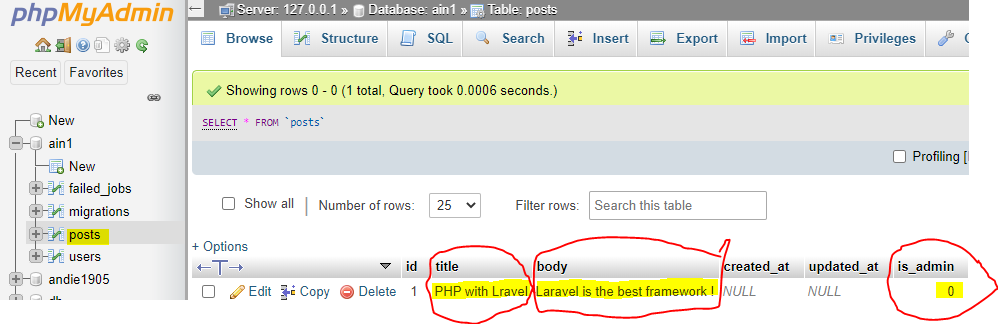 phpMyAdmin
Server: 127.0.0.1 » Database: ain1 » Table: posts
Browse Structure SQL Search Insert Export Import Privileges
Recent Favorites
Showing rows 0 - 0 (1 total, Query took 0.0006 seconds.)
SELECT * FROM `posts`
Profiling [
New
ain1
New
failed_jobs
migrations
posts
users
andie1905
Show all Number of rows: 25 Filter rows: Search this table
+ Options
←T→ id title body created_at updated_at is_admin
Edit Copy Delete 1 PHP with Lravel Laravel is the best framework ! NULL NULL 0